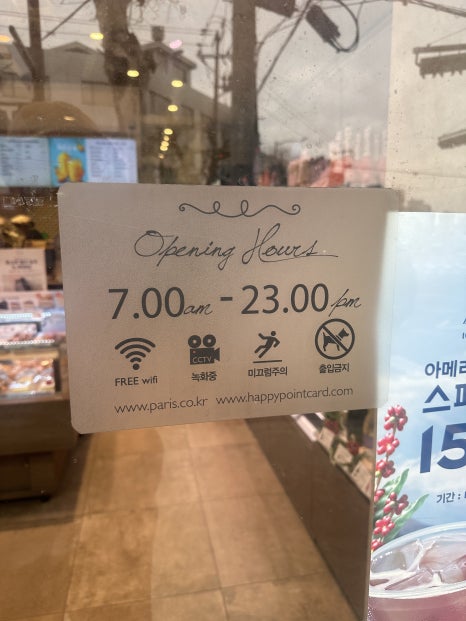 Opening Hours
7.00am - 23.00pm
CCTV
FREE wifi 녹화중 미끄럼주의 출입금지
www.paris.co.kr www.happypointcard.com
아메리
스파
15
기간 :